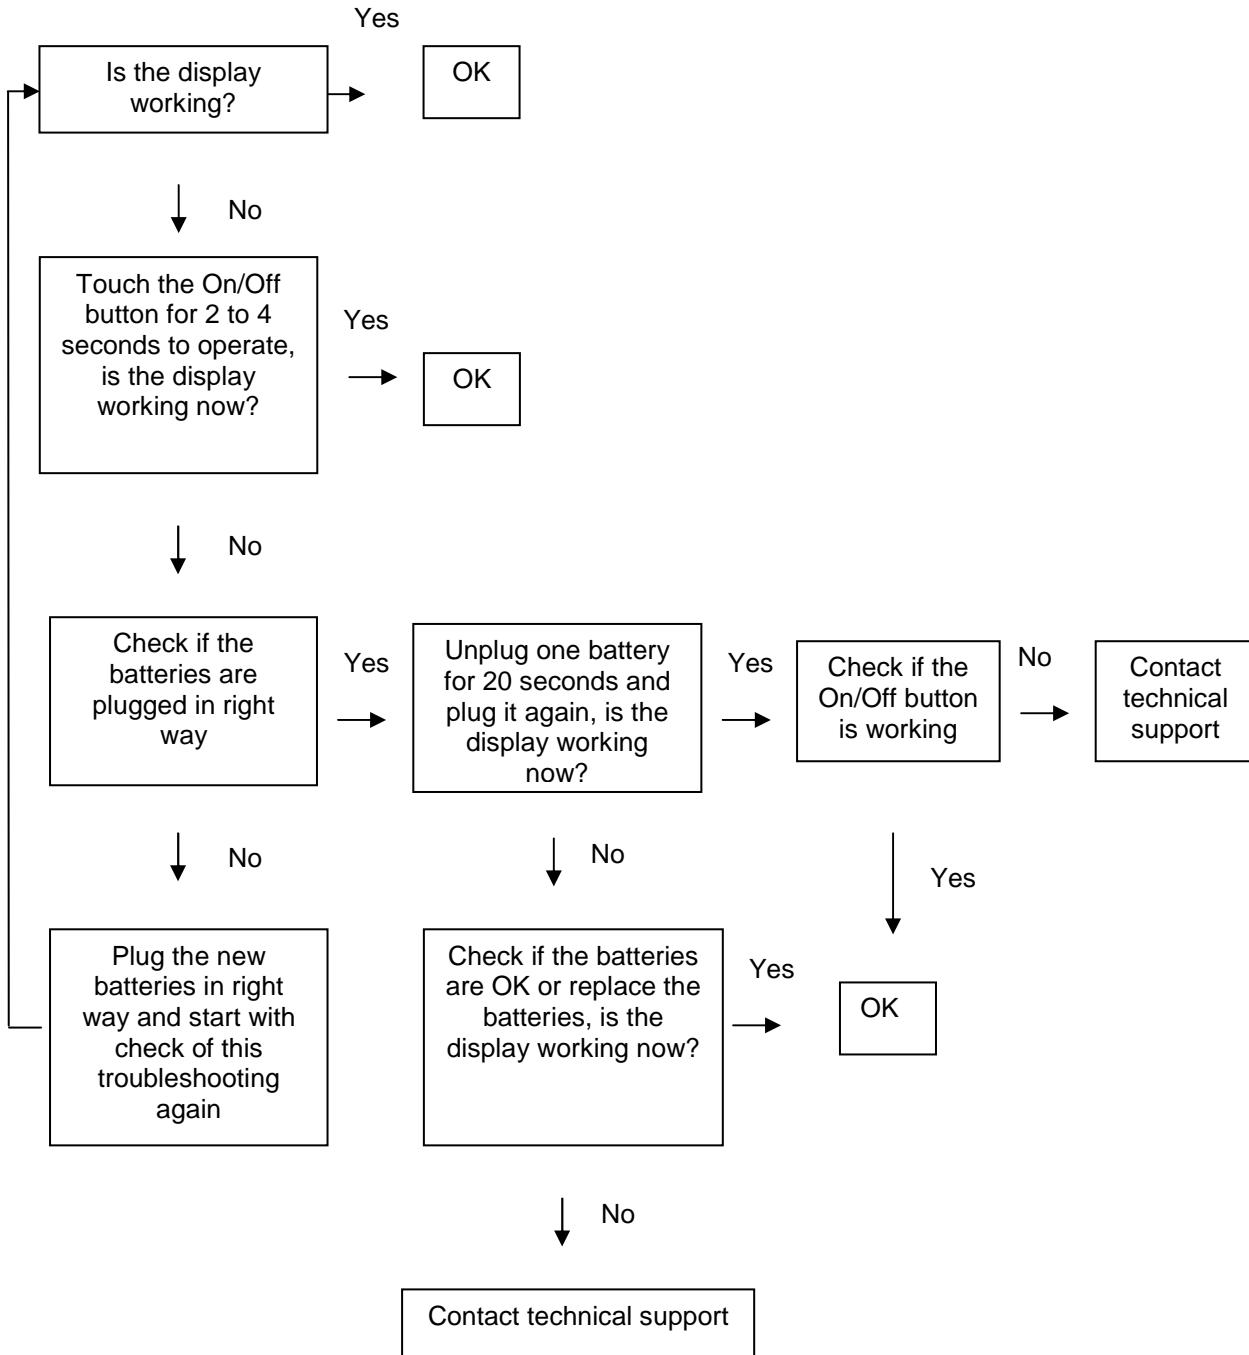 Yes
Is the display
working?
OK
No
Touch the On/Off
button for 2 to 4
seconds to operate,
is the display
working now?
Yes
OK
No
Check if the
batteries are
plugged in right
way
Yes
Unplug one battery
for 20 seconds and
plug it again, is the
display working
now?
Yes
Check if the
On/Off button
is working
No
Contact
technical
support
No
No
Yes
Plug the new
batteries in right
way and start with
check of this
troubleshooting
again
Check if the batteries
are OK or replace the
batteries, is the
display working now?
Yes
OK
No
Contact technical support